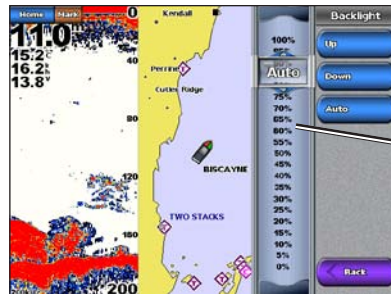 Home Mark
11.0
15.2
16.2
13.8
0
40
80
120
160
200
Kendall
Perrine
Cutler Ridge
BISCAYNE
TWO STACKS
100%
Auto
75%
70%
65%
60%
55%
50%
45%
40%
35%
30%
25%
20%
15%
10%
5%
0%
Backlight
Up
Down
Auto
Back